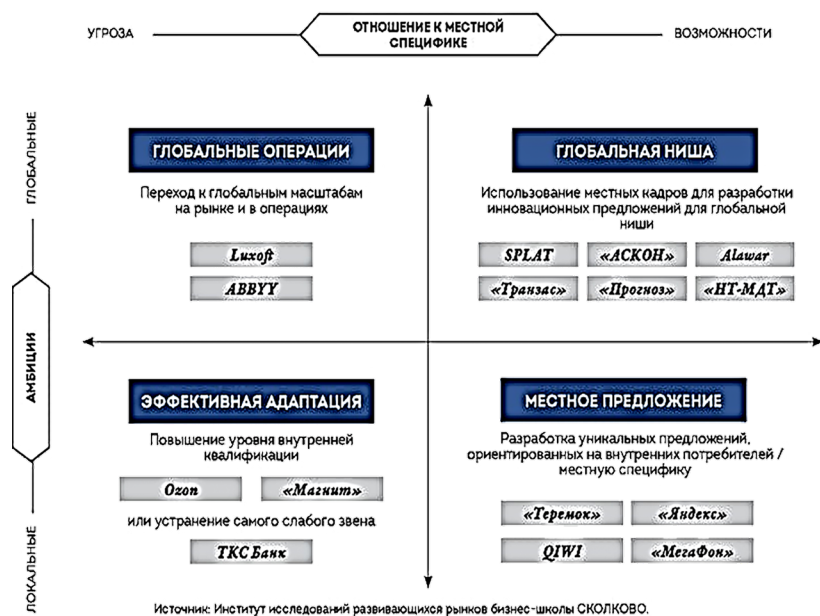 УГРОЗА
ОТНОШЕНИЕ К МЕСТНОЙ
СПЕЦИФИКЕ
ВОЗМОЖНОСТИ
ГЛОБАЛЬНЫЕ
АМБИЦИИ
ЛОКАЛЬНЫЕ
ГЛОБАЛЬНЫЕ ОПЕРАЦИИ
Переход к глобальным масштабам
на рынке и в операциях
Luxoft
ABBYY
ГЛОБАЛЬНАЯ НИША
Использование местных кадров для разработки
инновационных предложений для глобальной
ниши
SPLAT «АСКОН» Alawar
«Транзас» «Прогноз» «НТ-МДТ»
ЭФФЕКТИВНАЯ АДАПТАЦИЯ
Повышение уровня внутренней
квалификации
Ozon «Магнит»
или устранение самого слабого звена
ТКС Банк
МЕСТНОЕ ПРЕДЛОЖЕНИЕ
Разработка уникальных предложений,
ориентированных на внутренних потребителей /
местную специфику
«Теремок» «Яндекс»
QIWI «МегаФон»
Источник: Институт исследований развивающихся рынков бизнес-школы СКОЛКОВО.